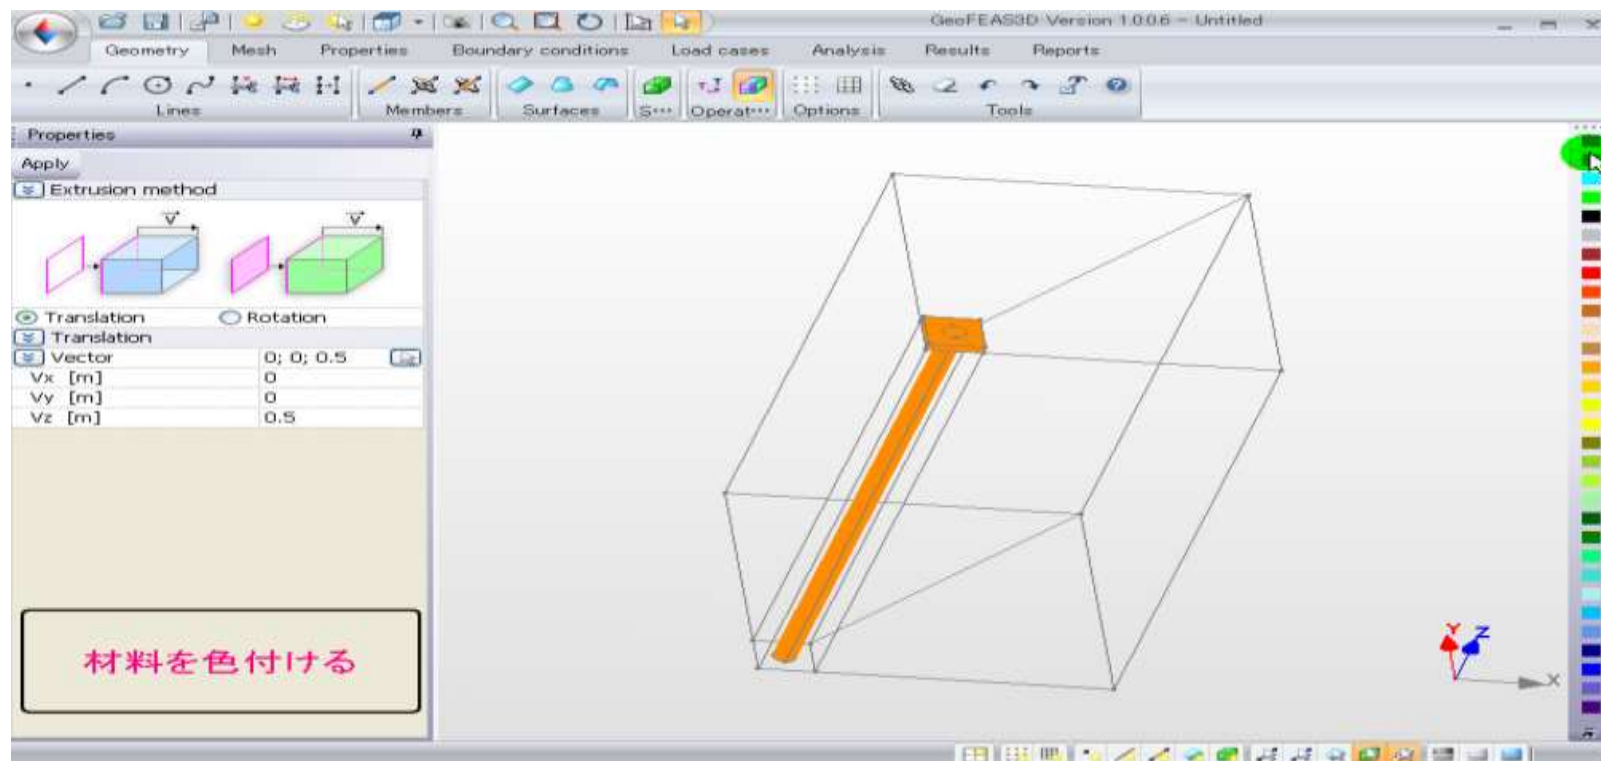 GeoFEAS3D Version 1.0.0.6 - Untitled
Geometry Mesh Properties Boundary conditions Load cases Analysis Results Reports
Lines Members Surfaces S… Operat… Options Tools
Properties
Apply
Extrusion method
V V
Translation Rotation
Translation
Vector 0; 0; 0.5
Vx [m] 0
Vy [m] 0
Vz [m] 0.5
材料を色付ける
Y Z
X